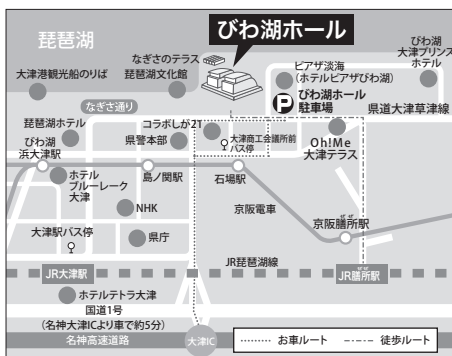 びわ湖ホール
琵琶湖
なぎさのテラス
琵琶湖文化館
大津港観光船のりば
びわ湖
大津プリンス
ホテル
ピアザ淡海
(ホテルピアザびわ湖)
P
びわ湖ホール
駐車場
なぎさ通り
県道大津草津線
琵琶湖ホテル
コラボしが21
県警本部
大津商工会議所前
バス停
Oh!Me
大津テラス
びわ湖
浜大津駅
島ノ関駅
石場駅
ホテル
ブルーレーク
大津
NHK
京阪電車
ぜぜ
京阪膳所駅
大津駅バス停
県庁
JR琵琶湖線
JR大津駅
ぜぜ
JR膳所駅
ホテルテトラ大津
国道1号
(名神大津ICより車で約5分)
名神高速道路
大津IC
お車ルート
徒歩ルート